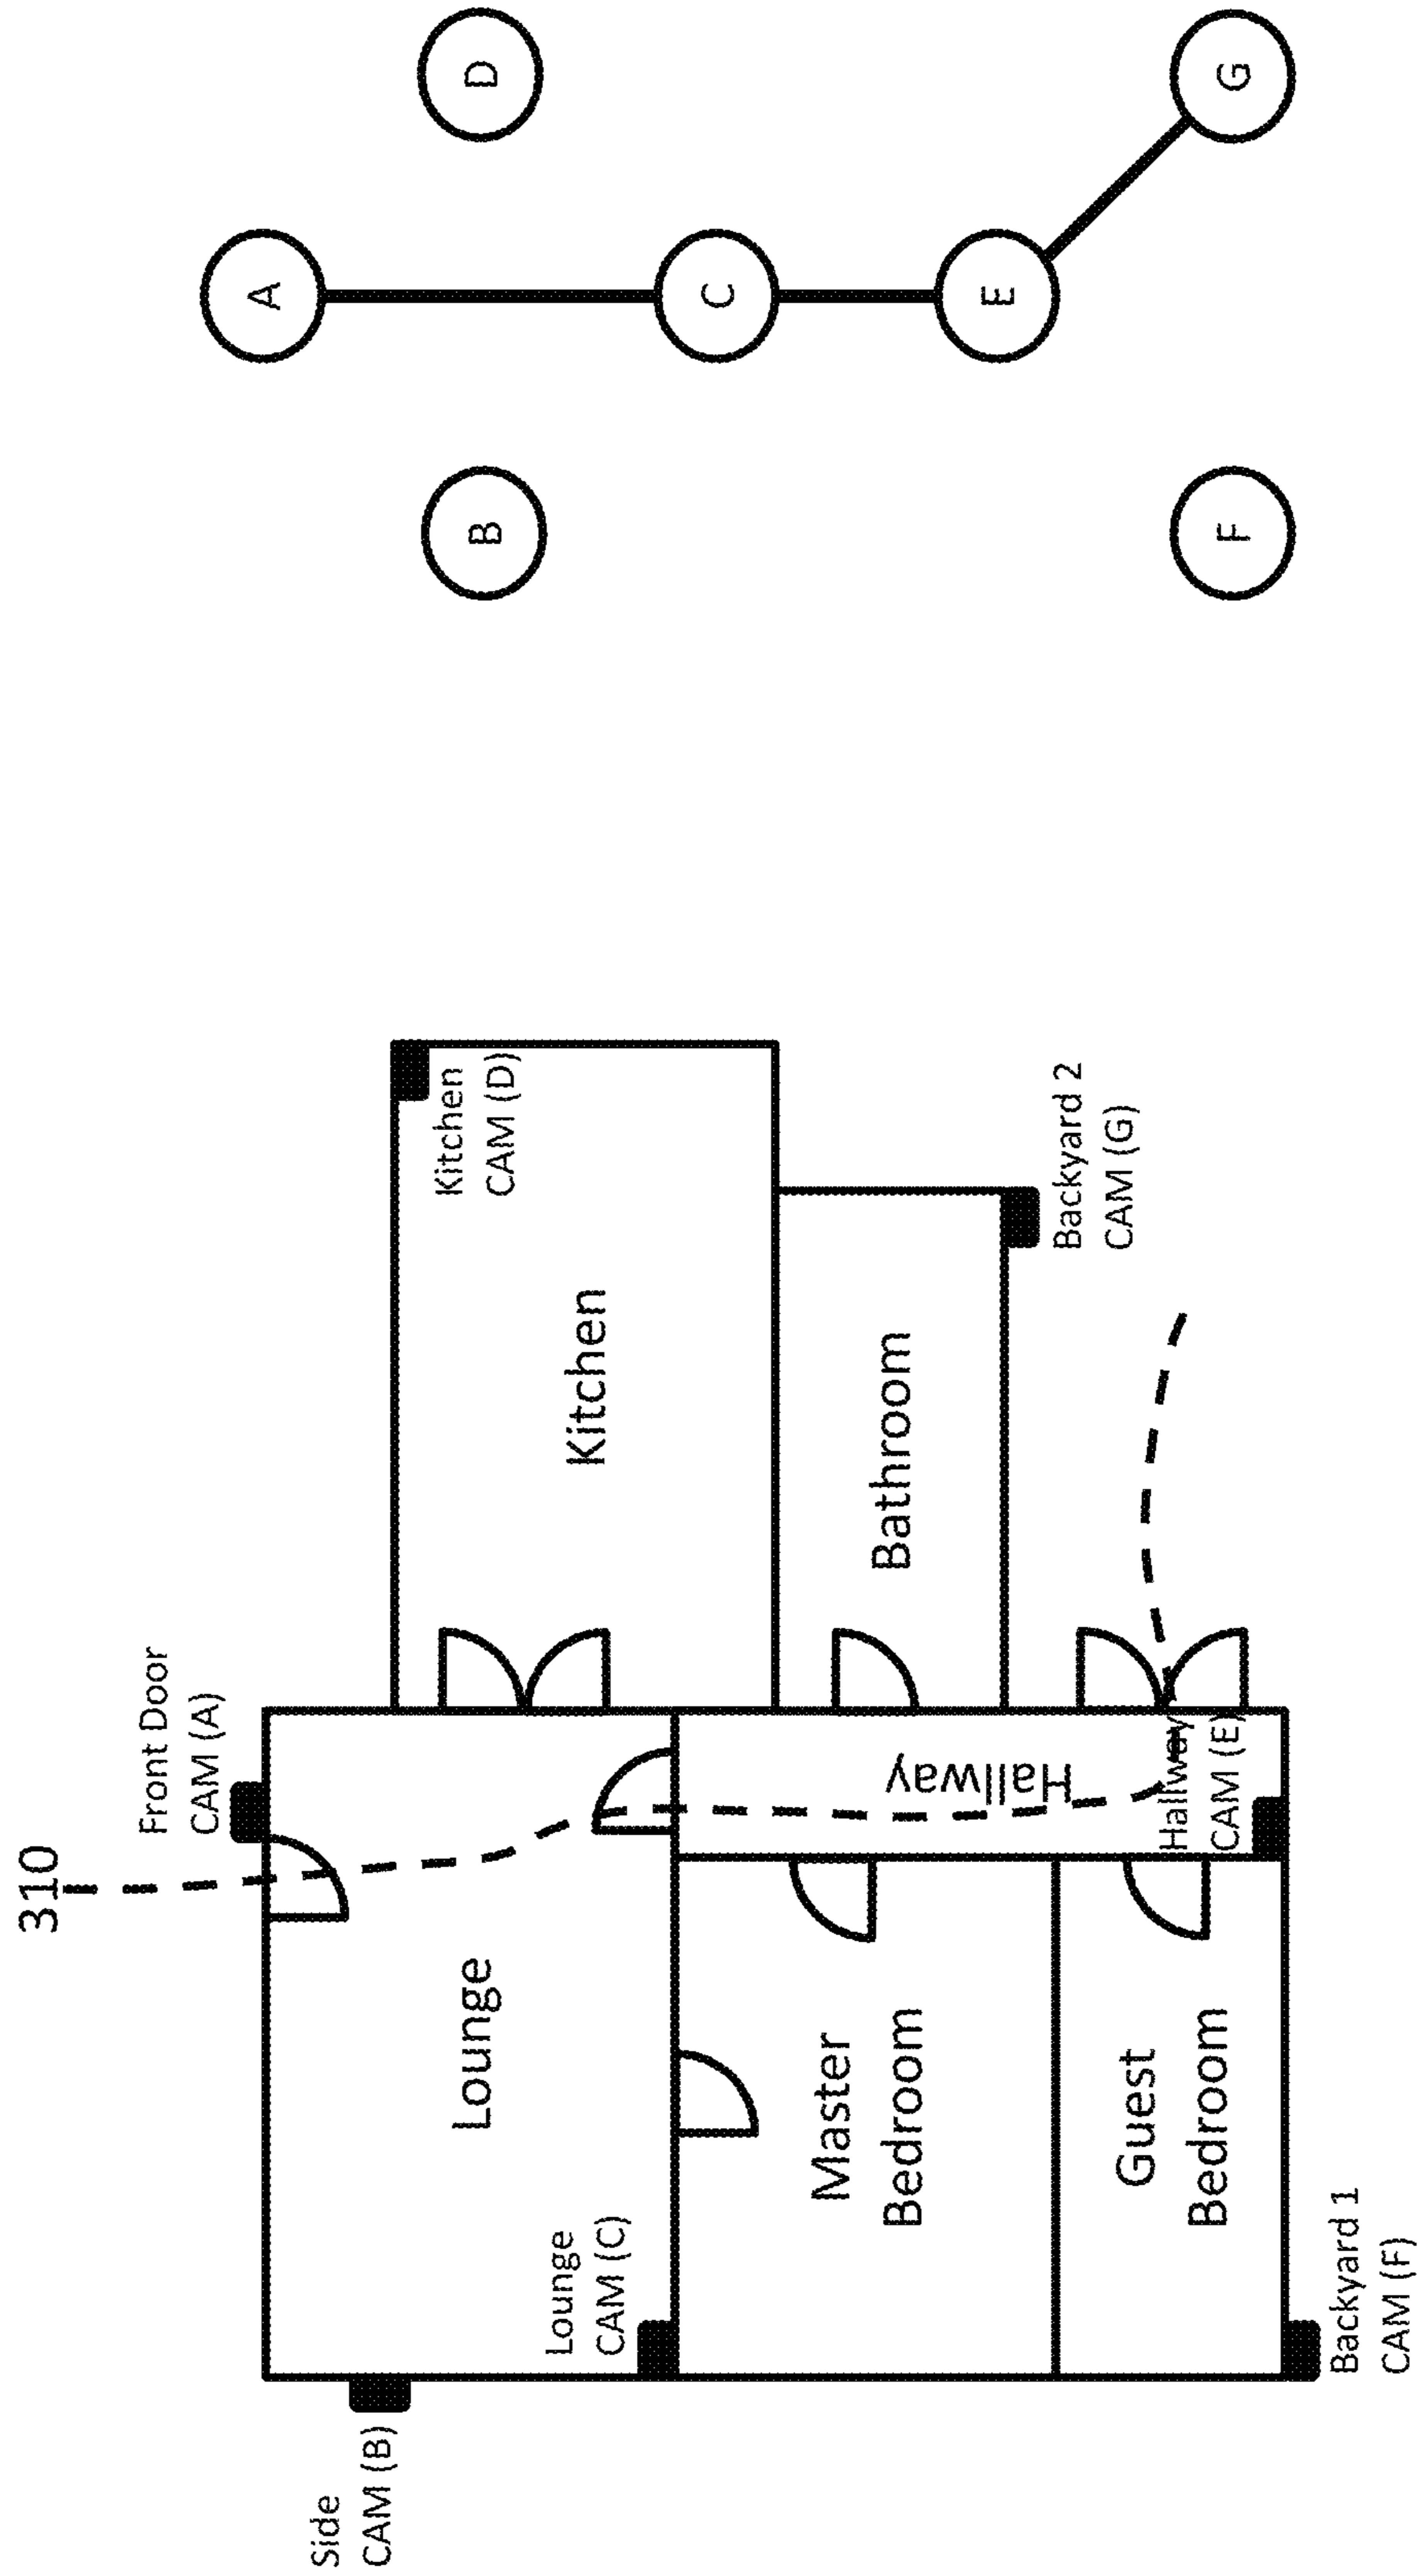 310
Front Door
CAM (A)
Side
CAM (B)
Lounge
Lounge
CAM (C)
Kitchen
CAM (D)
Kitchen
Master
Bedroom
Hallway
Bathroom
Backyard 2
CAM (G)
Guest
Bedroom
Hallway
CAM (E)
Backyard 1
CAM (F)
A
B
D
C
E
F
G